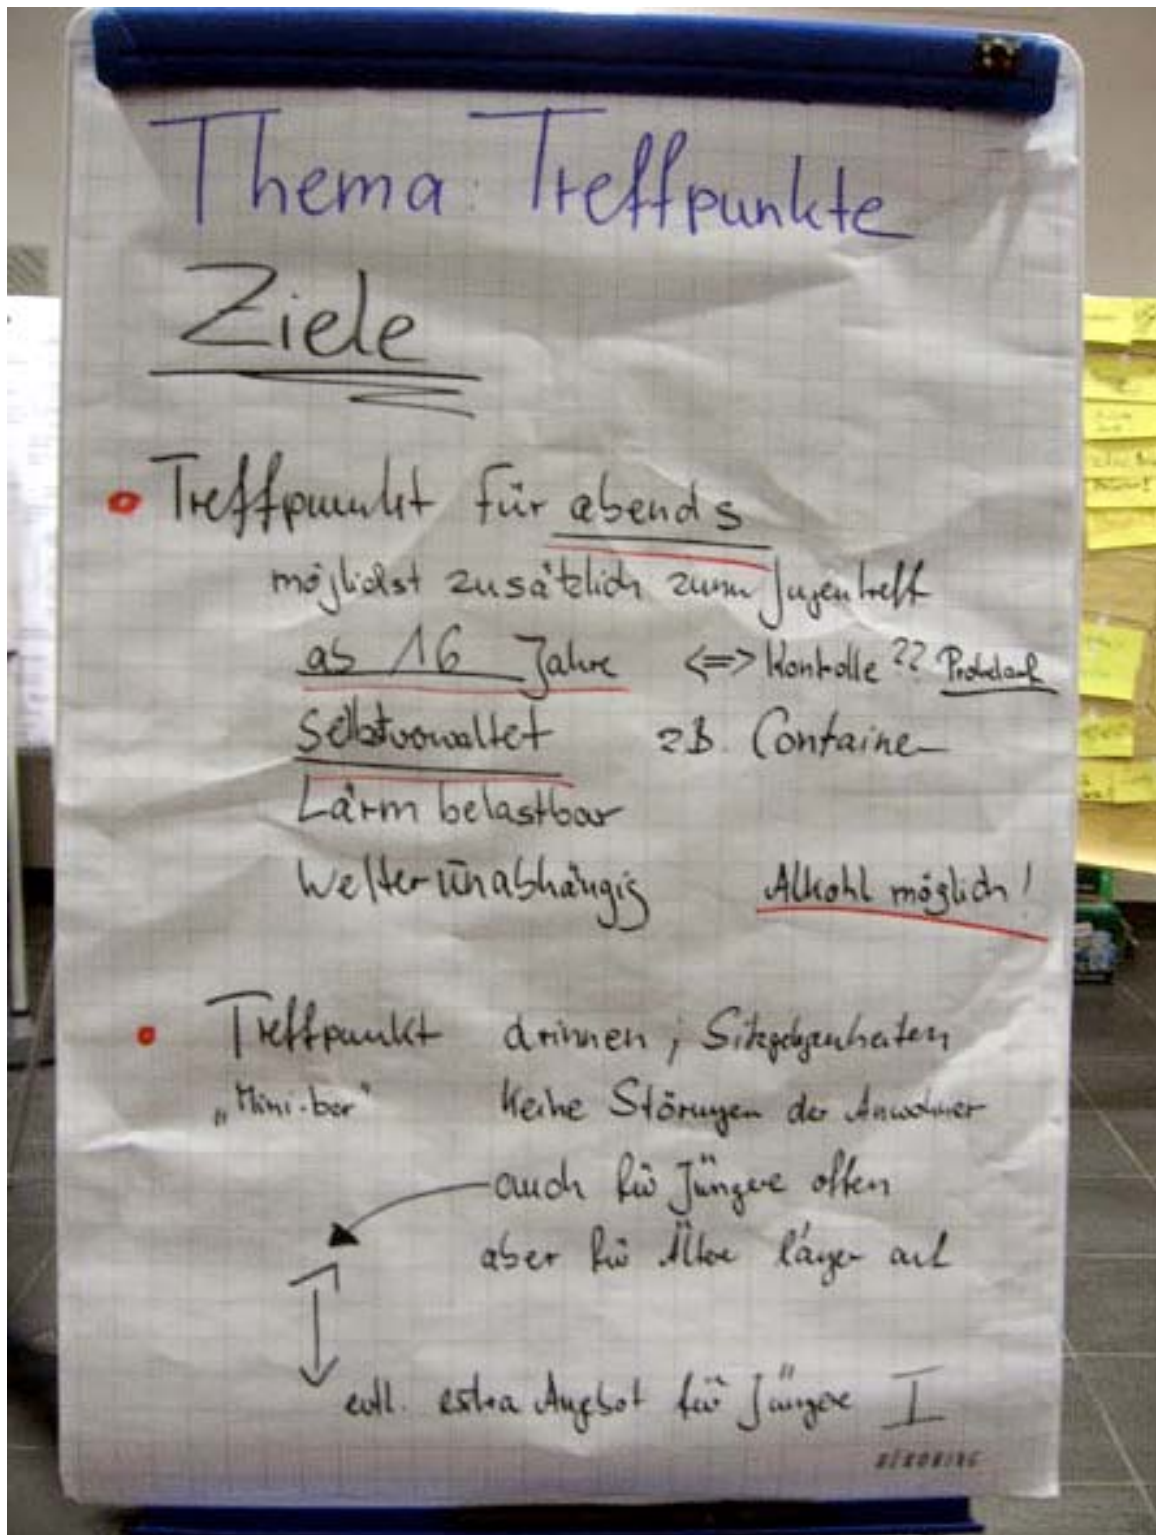 Thema: Treffpunkte
Ziele
Treffpunkt für abends
möglichst zusätzlich zum Jugentreff
ab 16 Jahre <=> Kontrolle ?? Probelauf
Selbstverwaltet z.B. Container
Lärm belastbar
Wetterunabhängig Alkohl möglich!
Treffpunkt drinnen, Sitzgelegenheiten
„Mini-bar" Keine Störungen der Anwohner
auch für Jüngere offen
aber für Ältere länger auf
evtl. extra Angebot für Jüngere I